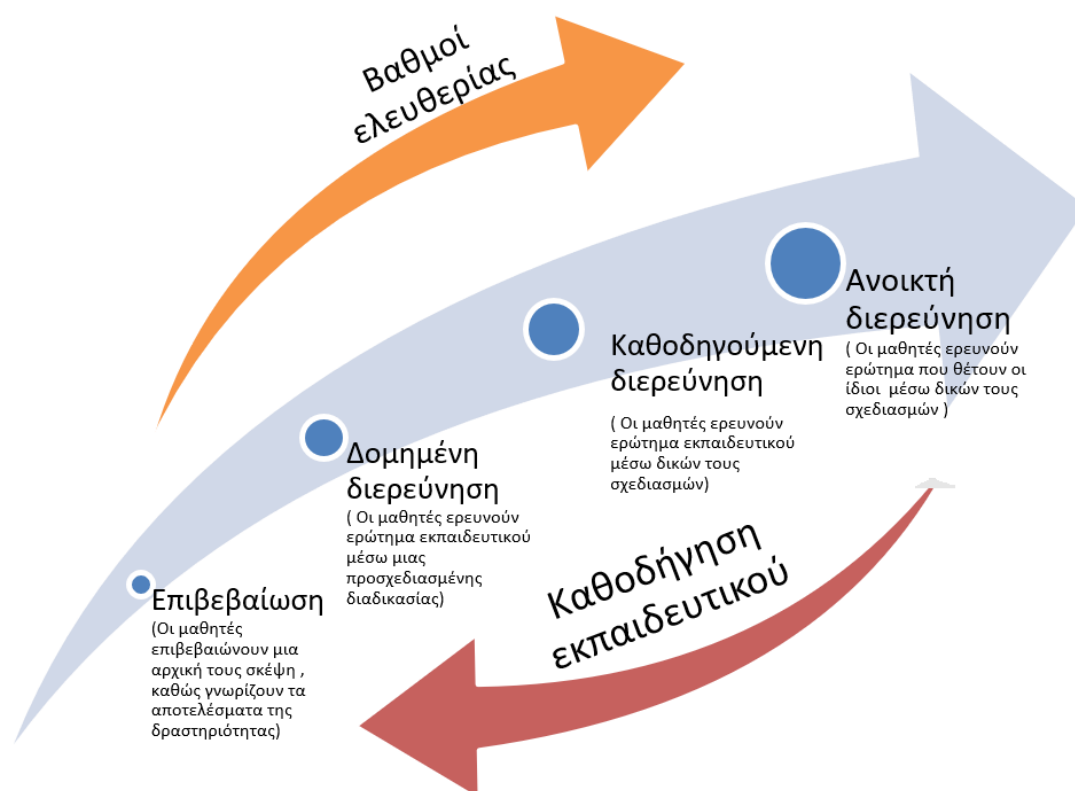 Βαθμοί
ελευθερίας
Ανοικτή
διερεύνηση
( Οι μαθητές ερευνούν
ερώτημα που θέτουν οι
ίδιοι μέσω δικών τους
σχεδιασμών )
Καθοδηγούμενη
διερεύνηση
( Οι μαθητές ερευνούν
ερώτημα εκπαιδευτικού
μέσω δικών τους
σχεδιασμών)
Δομημένη
διερεύνηση
( Οι μαθητές ερευνούν
ερώτημα εκπαιδευτικού
μέσω μιας
προσχεδιασμένης
διαδικασίας)
Επιβεβαίωση
(Οι μαθητές
επιβεβαιώνουν μια
αρχική τους σκέψη ,
καθώς γνωρίζουν τα
αποτελέσματα της
δραστηριότητας)
Καθοδήγηση
εκπαιδευτικού